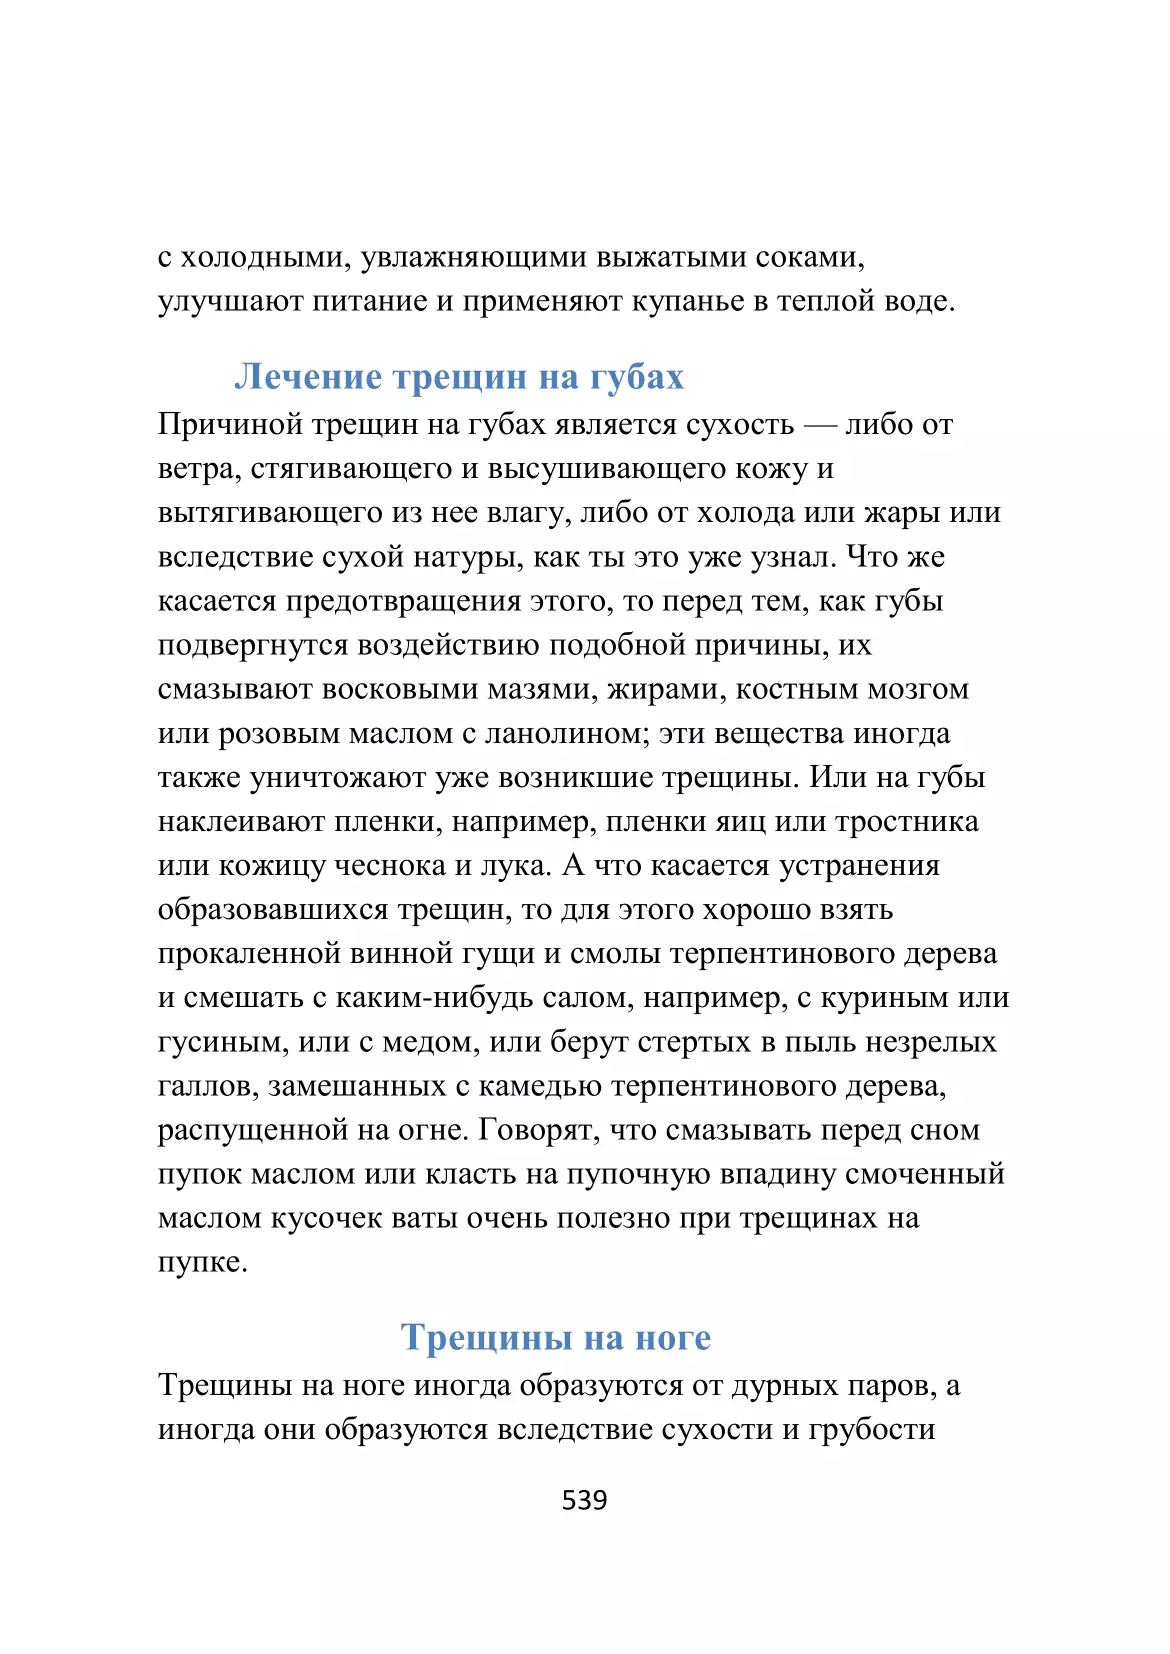 с холодными, увлажняющими выжатыми соками,
улучшают питание и применяют купанье в теплой воде.
Лечение трещин на губах
Причиной трещин на губах является сухость — либо от
ветра, стягивающего и высушивающего кожу и
вытягивающего из нее влагу, либо от холода или жары или
вследствие сухой натуры, как ты это уже узнал. Что же
касается предотвращения этого, то перед тем, как губы
подвергнутся воздействию подобной причины, их
смазывают восковыми мазями, жирами, костным мозгом
или розовым маслом с ланолином; эти вещества иногда
также уничтожают уже возникшие трещины. Или на губы
наклеивают пленки, например, пленки яиц или тростника
или кожицу чеснока и лука. А что касается устранения
образовавшихся трещин, то для этого хорошо взять
прокаленной винной гущи и смолы терпентинового дерева
и смешать с каким-нибудь салом, например, с куриным или
гусиным, или с медом, или берут стертых в пыль незрелых
галлов, замешанных с камедью терпентинового дерева,
распущенной на огне. Говорят, что смазывать перед сном
пупок маслом или класть на пупочную впадину смоченный
маслом кусочек ваты очень полезно при трещинах на
пупке.
Трещины на ноге
Трещины на ноге иногда образуются от дурных паров, а
иногда они образуются вследствие сухости и грубости
539